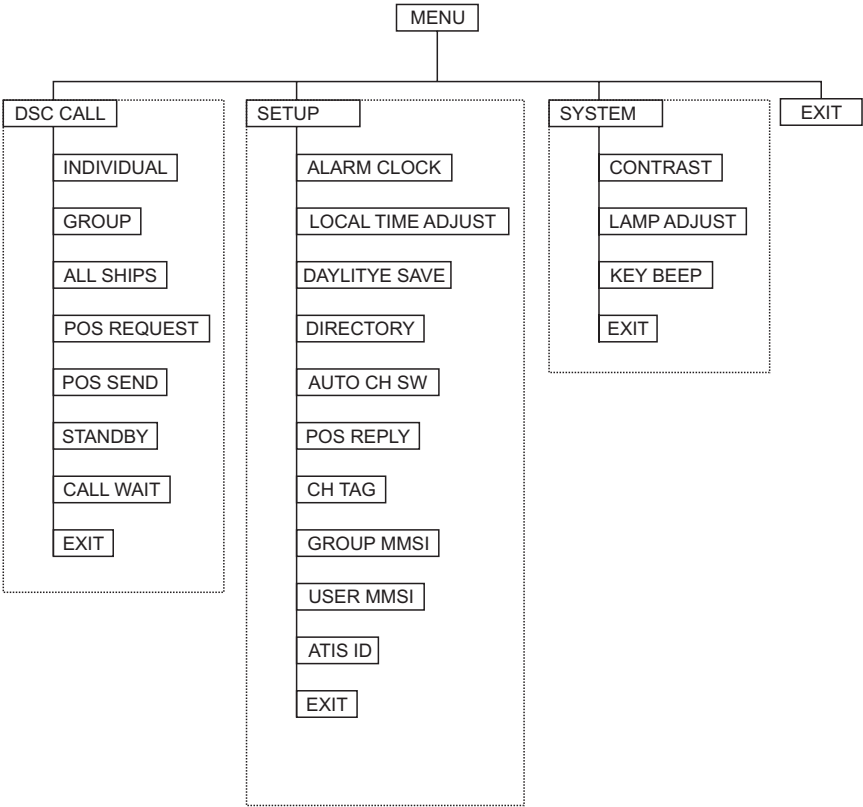 MENU
DSC CALL
INDIVIDUAL
GROUP
ALL SHIPS
POS REQUEST
POS SEND
STANDBY
CALL WAIT
EXIT
SETUP
ALARM CLOCK
LOCAL TIME ADJUST
DAYLITYE SAVE
DIRECTORY
AUTO CH SW
POS REPLY
CH TAG
GROUP MMSI
USER MMSI
ATIS ID
EXIT
SYSTEM
CONTRAST
LAMP ADJUST
KEY BEEP
EXIT
EXIT